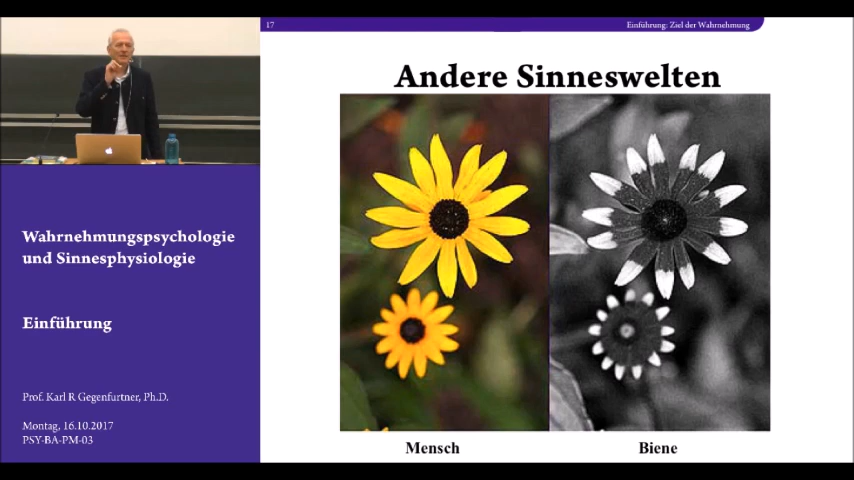 17
Einführung: Ziel der Wahrnehmung
Andere Sinneswelten
Mensch
Biene
Wahrnehmungspsychologie
und Sinnesphysiologie
Einführung
Prof. Karl R Gegenfurtner, Ph.D.
Montag, 16.10.2017
PSY-BA-PM-03